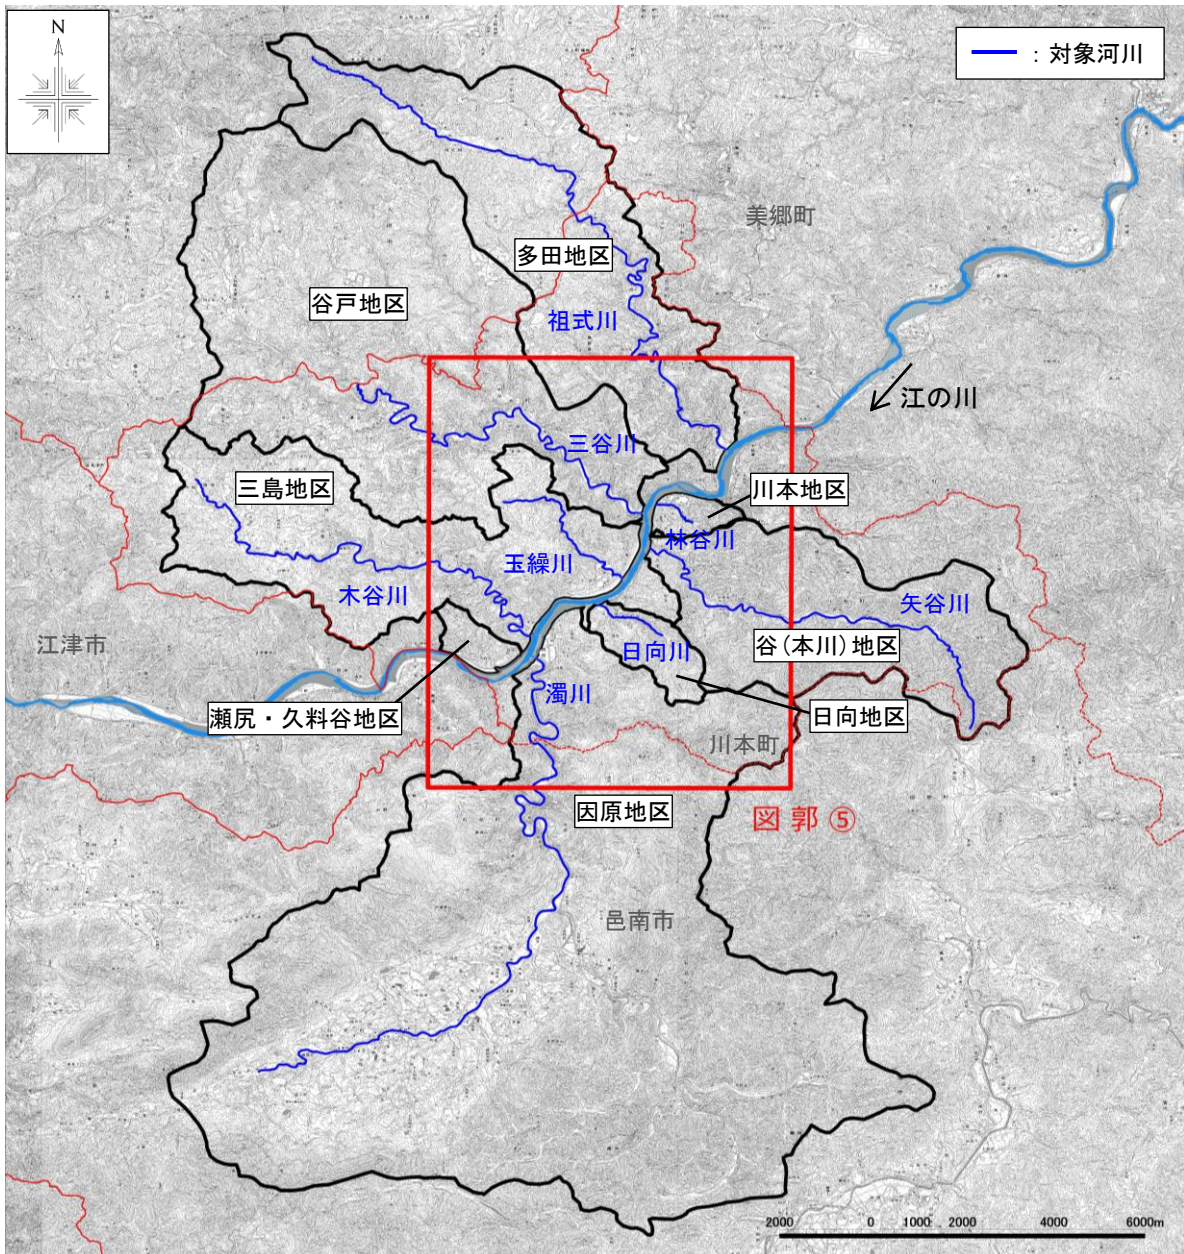 N
：対象河川
美郷町
多田地区
谷戸地区
祖式川
江の川
三谷川
三島地区
川本地区
林谷川
玉繰川
木谷川
矢谷川
江津市
日向川
谷(本川)地区
濁川
瀬尻・久料谷地区
日向地区
川本町
因原地区
図郭⑤
邑南市
2000 0 1000 2000 4000 6000m